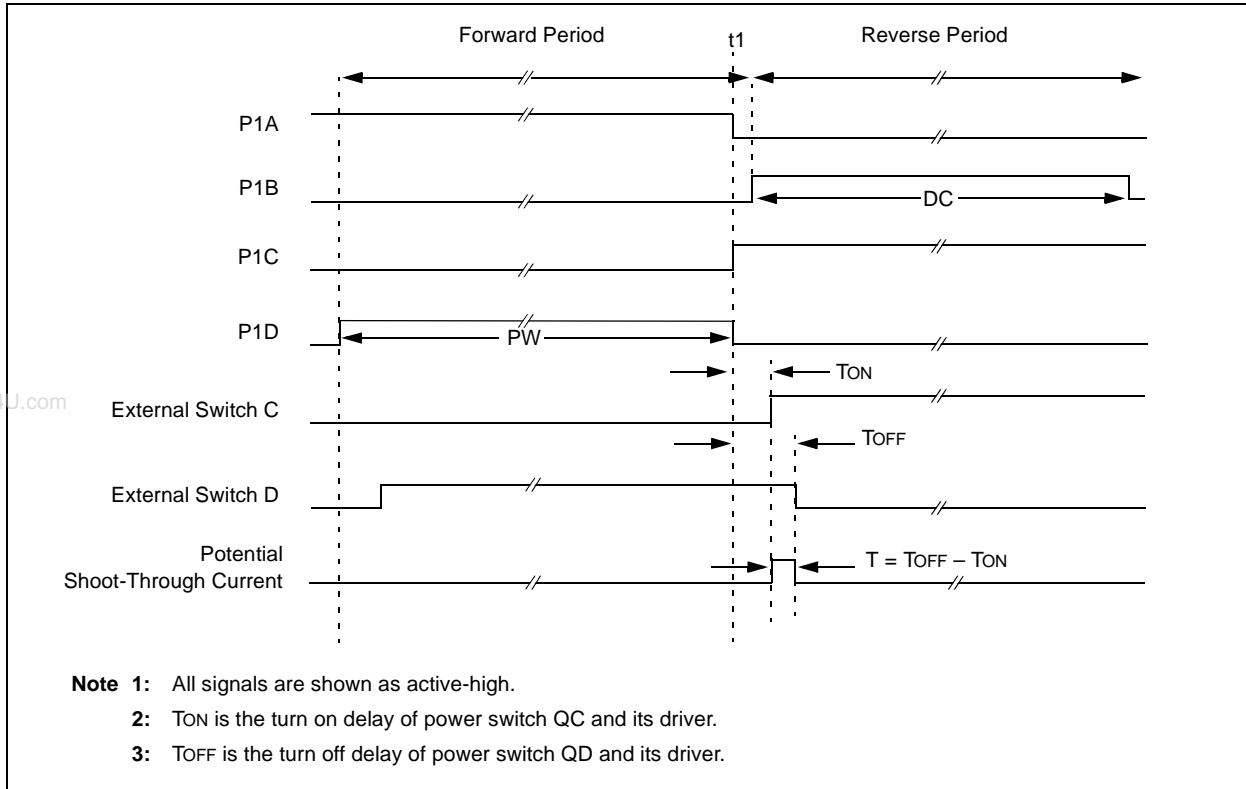 Forward Period
t1
Reverse Period
P1A
P1B
DC
P1C
P1D
PW
TON
4U.com
External Switch C
TOFF
External Switch D
Potential
Shoot-Through Current
T = TOFF – TON
Note 1: All signals are shown as active-high.
2: TON is the turn on delay of power switch QC and its driver.
3: TOFF is the turn off delay of power switch QD and its driver.